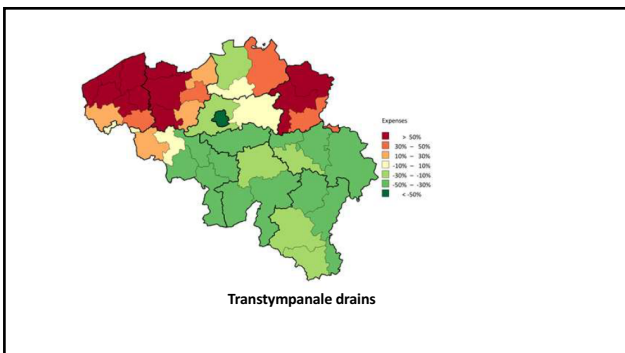 Expenses
> 50%
30% – 50%
10% – 30%
-10% – 10%
-30% – -10%
-50% – -30%
< -50%
Transtympanale drains